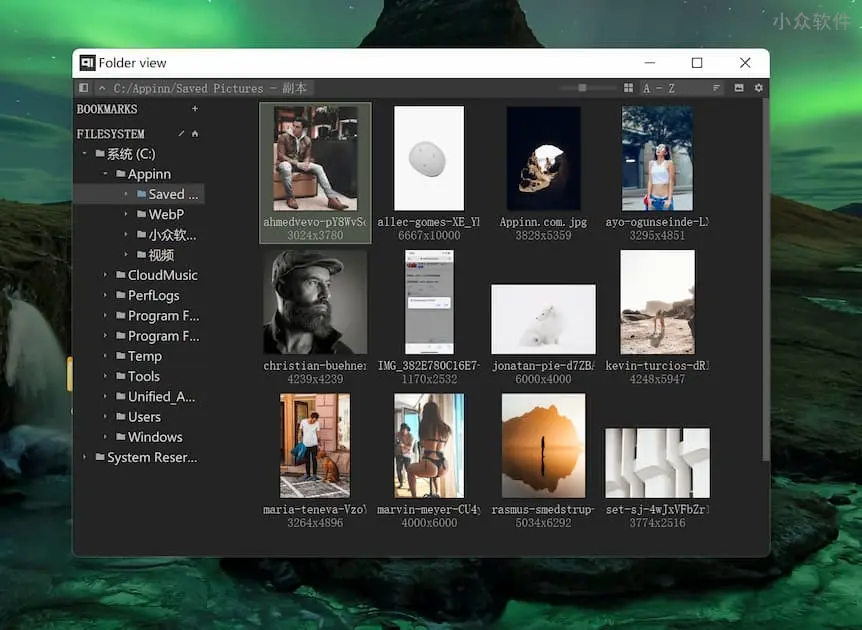 小众软件
Folder view
C:/Appinn/Saved Pictures - 副本
A - Z
BOOKMARKS +
FILESYSTEM
系统 (C:)
Appinn
Saved ...
WebP
小众软...
视频
CloudMusic
PerfLogs
Program F...
Program F...
Temp
Tools
Unified_A...
Users
Windows
System Reser...
ahmedvevo-pY8WvSc
3024x3780
allec-gomes-XE_Yl
6667x10000
Appinn.com.jpg
3828x5359
ayo-ogunseinde-LX
3295x4851
christian-buehner
4239x4239
IMG_382E780C16E7-
1170x2532
jonatan-pie-d7ZBA
6000x4000
kevin-turcios-dRl
4248x5947
maria-teneva-VzoY
3264x4896
marvin-meyer-CU4y
4000x6000
rasmus-smedstrup-
5034x6292
set-sj-4wJxVFbZr
3774x2516